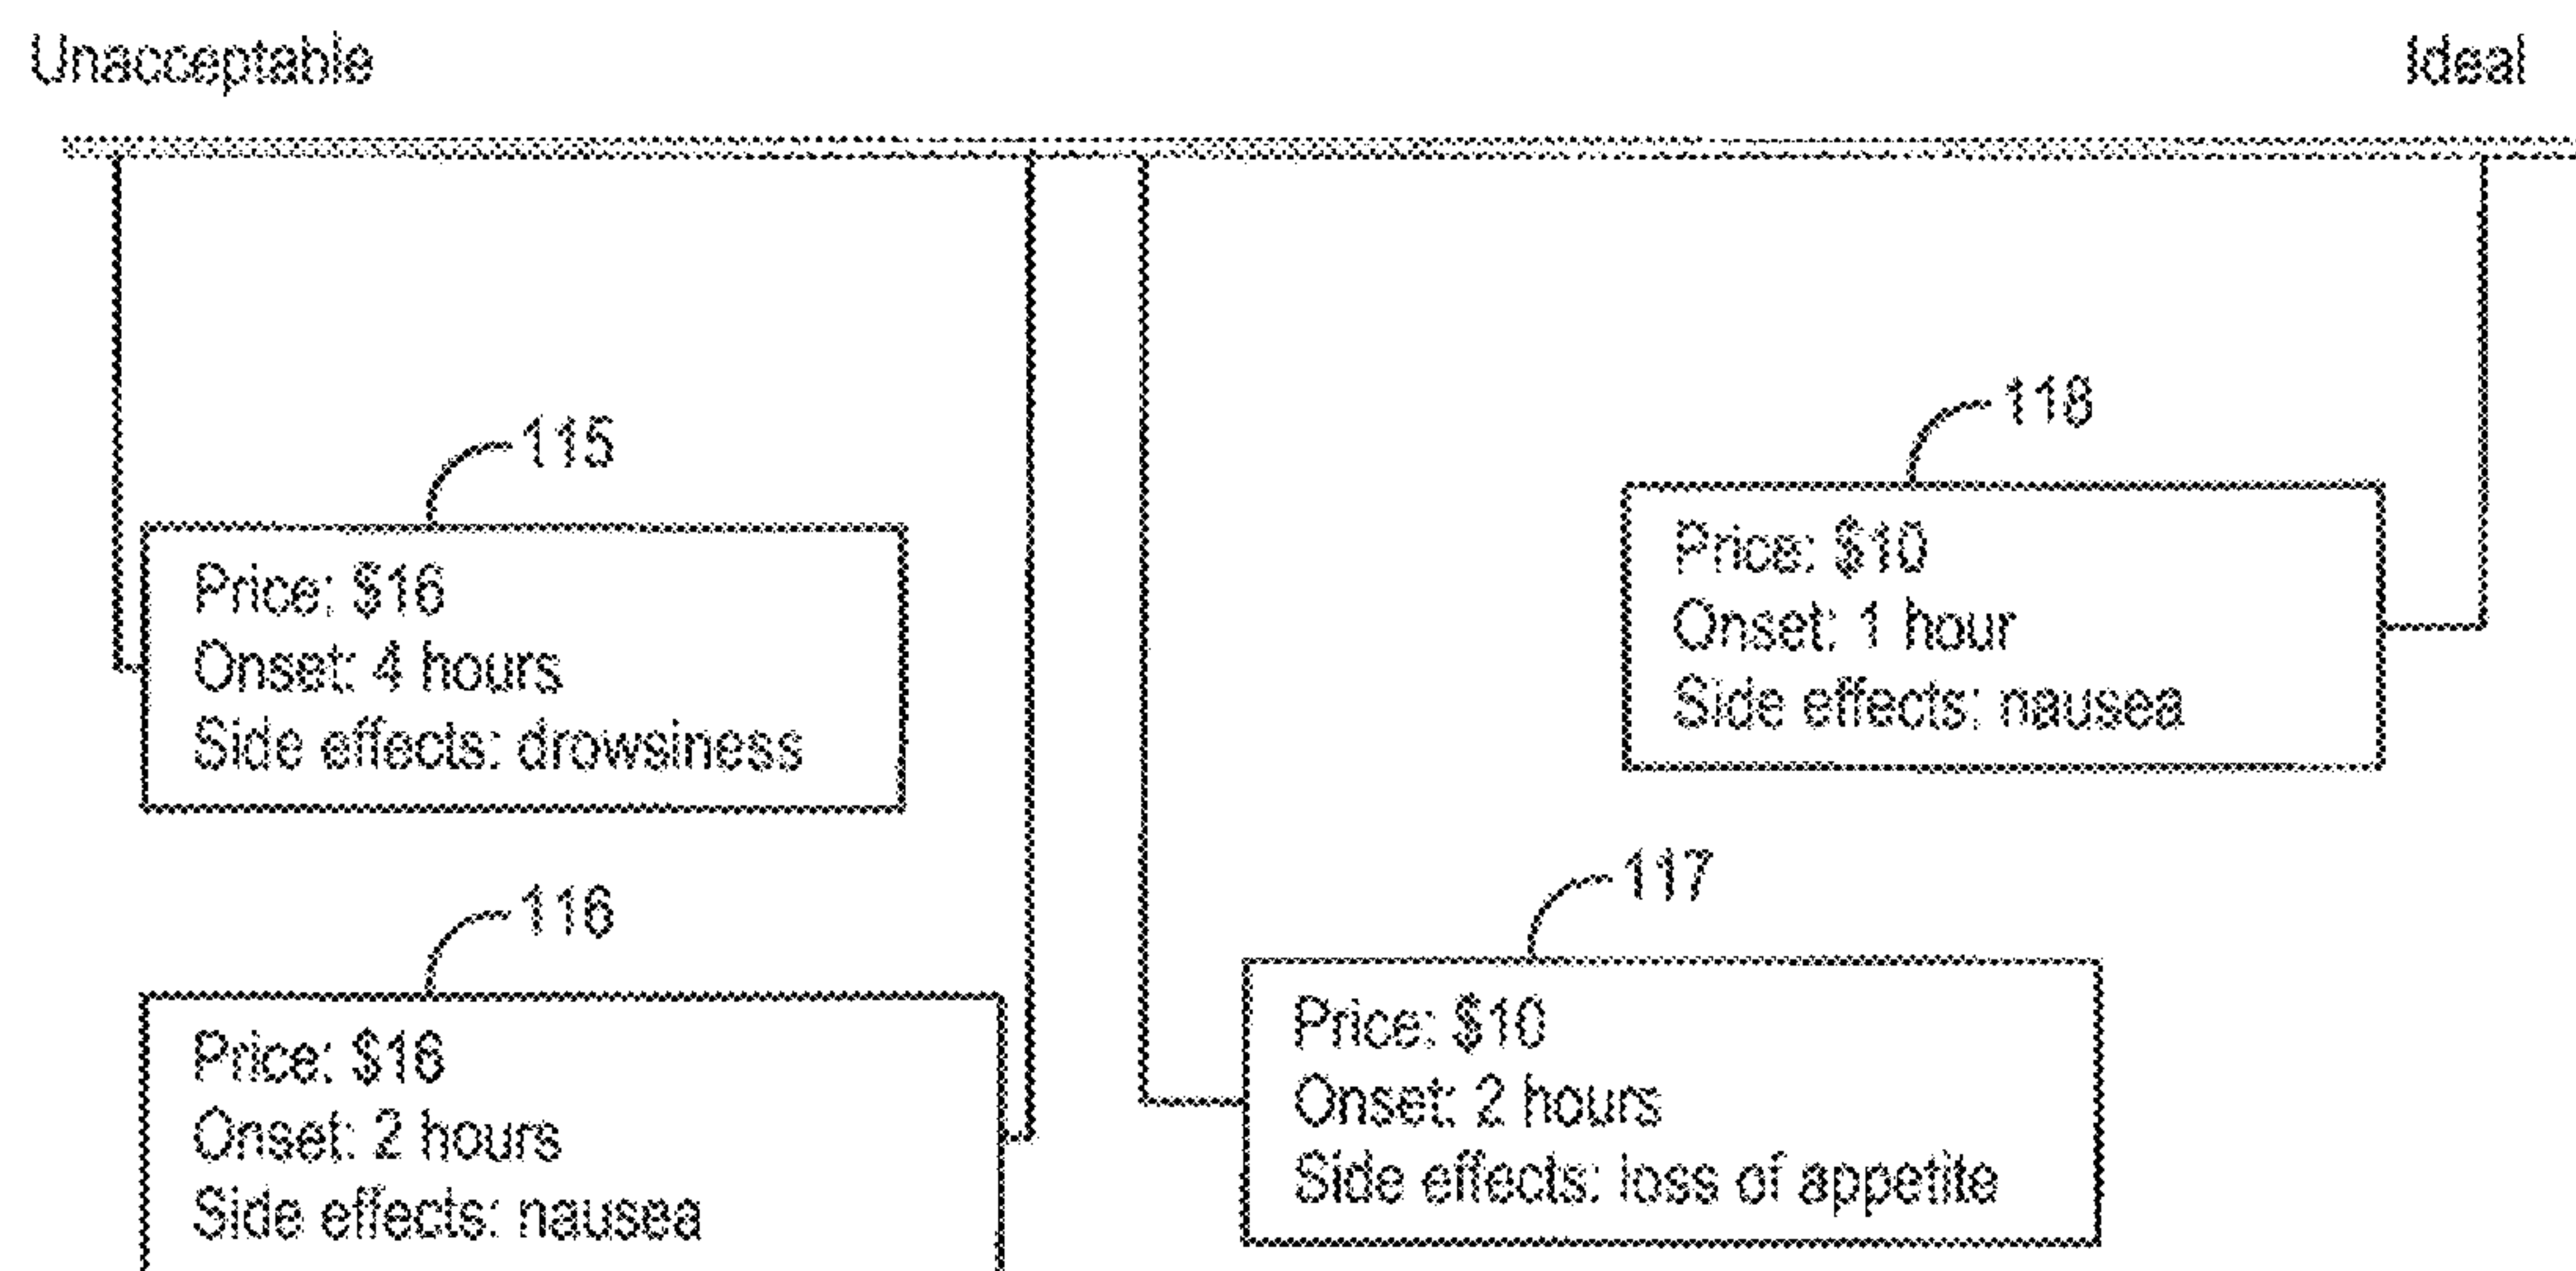 Unacceptable
Ideal
115
Price: $16
Onset: 4 hours
Side effects: drowsiness
118
Price: $10
Onset: 1 hour
Side effects: nausea
116
Price: $16
Onset: 2 hours
Side effects: nausea
117
Price: $10
Onset: 2 hours
Side effects: loss of appetite